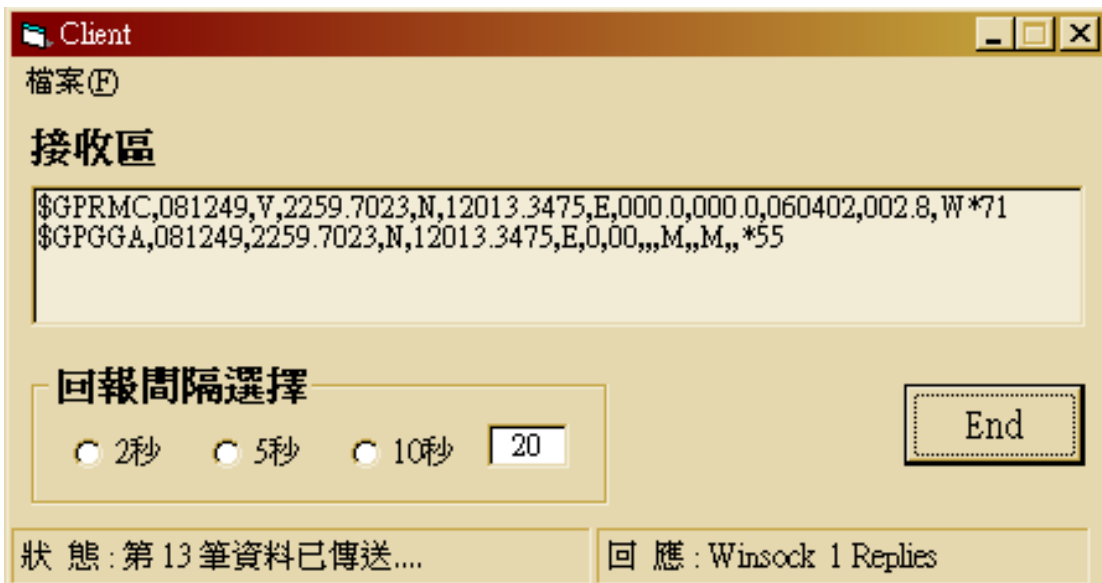 Client
檔案(F)
接收區
$GPRMC,081249,V,2259.7023,N,12013.3475,E,000.0,000.0,060402,002.8,W*71
$GPGGA,081249,2259.7023,N,12013.3475,E,0,00,,,M,,M,,*55
回報間隔選擇
2秒 5秒 10秒 20
End
狀 態 : 第 13 筆資料已傳送....
回 應 : Winsock 1 Replies